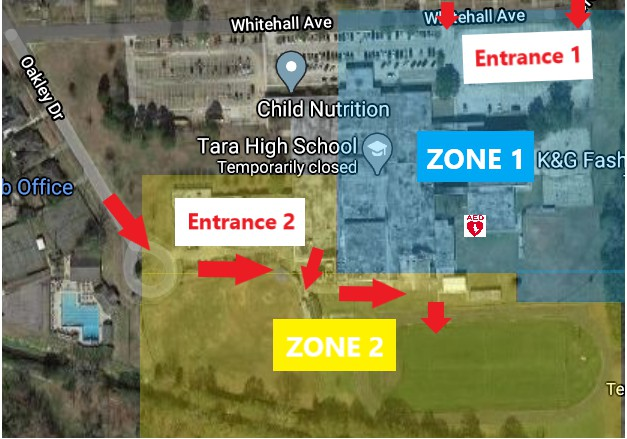 Whitehall Ave
Whitehall Ave
Entrance 1
Oakley Dr
Child Nutrition
Tara High School
Temporarily closed
ZONE 1
K&G Fash
b Office
Entrance 2
AED
ZONE 2
Te